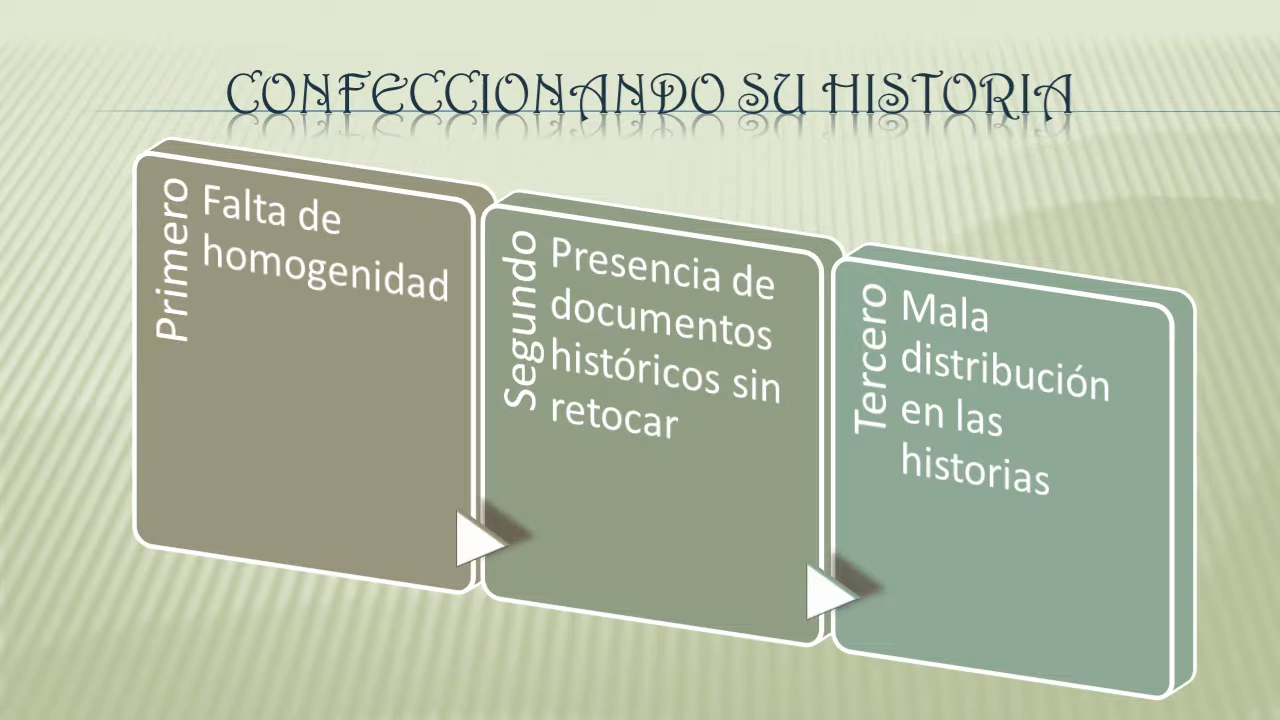 CONFECCIONANDO SU HISTORIA
Primero
Falta de
homogenidad
Segundo
Presencia de
documentos
históricos sin
retocar
Tercero
Mala
distribución
en las
historias